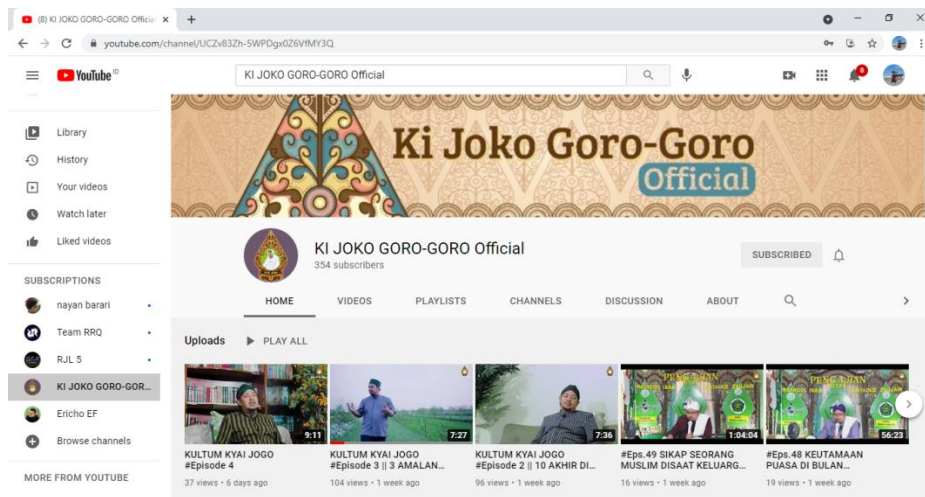 (8) KI JOKO GORO-GORO Official
youtube.com/channel/UCZv83Zh-5WPDgx0Z6VfMY3Q
YouTube ID
KI JOKO GORO-GORO Official
8
Library
History
Your videos
Watch later
Liked videos
SUBSCRIPTIONS
nayan barari
Team RRQ
RJL 5
KI JOKO GORO-GOR...
Ericho EF
Browse channels
MORE FROM YOUTUBE
Ki Joko Goro-Goro
Official
KI JOKO GORO-GORO Official
354 subscribers
SUBSCRIBED
HOME VIDEOS PLAYLISTS CHANNELS DISCUSSION ABOUT
Uploads PLAY ALL
9:11
KULTUM KYAI JOGO
#Episode 4
37 views • 6 days ago
7:27
KULTUM KYAI JOGO
#Episode 3 || 3 AMALAN...
104 views • 1 week ago
7:36
KULTUM KYAI JOGO
#Episode 2 || 10 AKHIR DI...
96 views • 1 week ago
PENGAJIAN
1:04:04
#Eps.49 SIKAP SEORANG
MUSLIM DISAAT KELUARG...
16 views • 1 week ago
PENGAJIAN
56:23
#Eps.48 KEUTAMAAN
PUASA DI BULAN...
19 views • 1 week ago